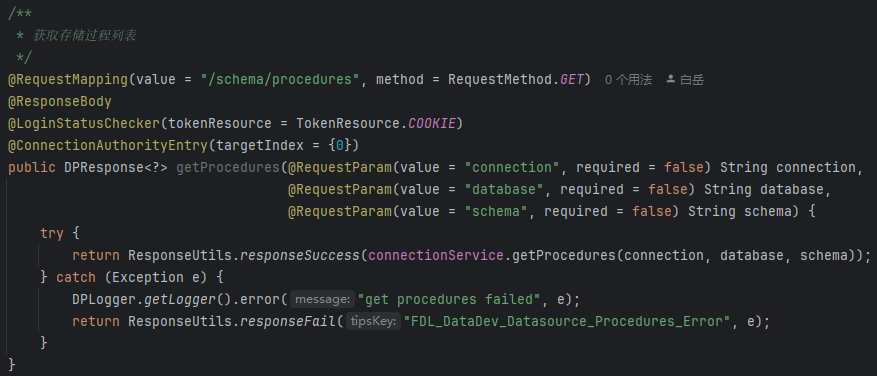 /**
 * 获取存储过程列表
 */
@RequestMapping(value = "/schema/procedures", method = RequestMethod.GET) 0 个用法 白岳
@ResponseBody
@LoginStatusChecker(tokenResource = TokenResource.COOKIE)
@ConnectionAuthorityEntry(targetIndex = {0})
public DPResponse<?> getProcedures(@RequestParam(value = "connection", required = false) String connection,
                                   @RequestParam(value = "database", required = false) String database,
                                   @RequestParam(value = "schema", required = false) String schema) {
    try {
        return ResponseUtils.responseSuccess(connectionService.getProcedures(connection, database, schema));
    } catch (Exception e) {
        DPLogger.getLogger().error( message: "get procedures failed", e);
        return ResponseUtils.responseFail( tipsKey: "FDL_DataDev_Datasource_Procedures_Error", e);
    }
}